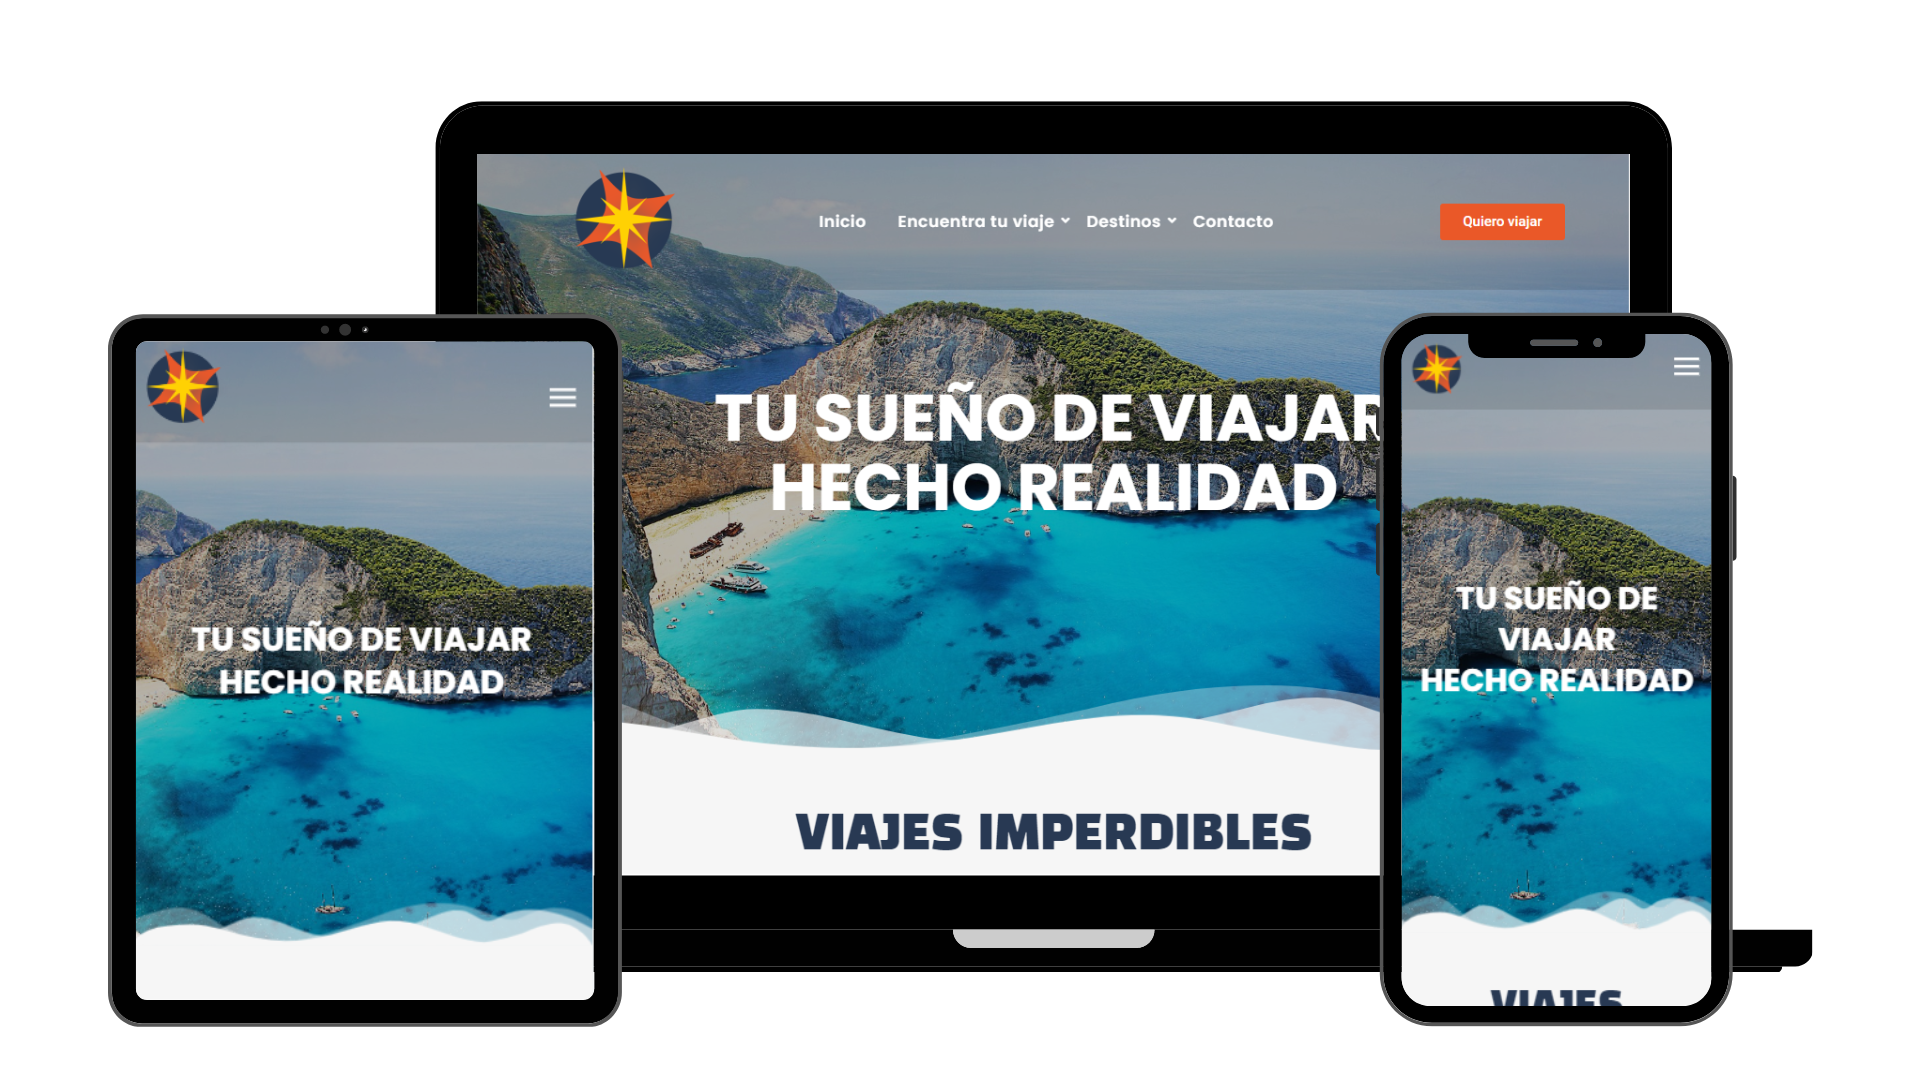 Inicio Encuentra tu viaje Destinos Contacto Quiero viajar
TU SUEÑO DE VIAJAR
HECHO REALIDAD
VIAJES IMPERDIBLES
TU SUEÑO DE VIAJAR
HECHO REALIDAD
TU SUEÑO DE
VIAJAR
HECHO REALIDAD
VIAJES